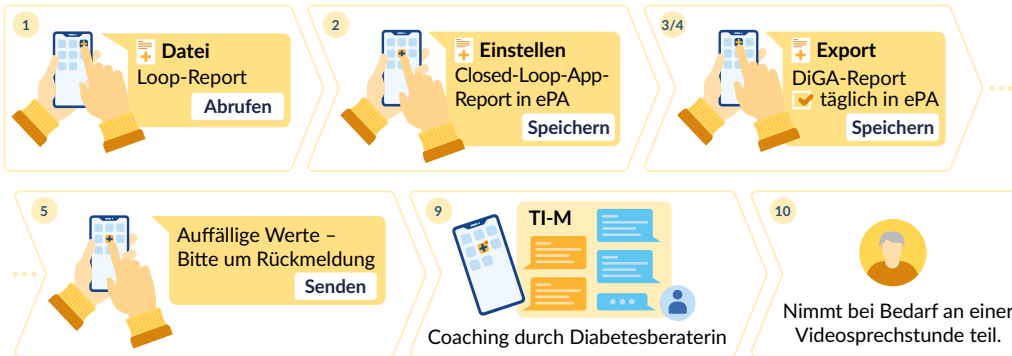 1
Datei
Loop-Report
Abrufen
2
Einstellen
Closed-Loop-App-
Report in ePA
Speichern
3/4
Export
DiGA-Report
täglich in ePA
Speichern
5
Auffällige Werte –
Bitte um Rückmeldung
Senden
9
TI-M
Coaching durch Diabetesberaterin
10
Nimmt bei Bedarf an einer
Videosprechstunde teil.